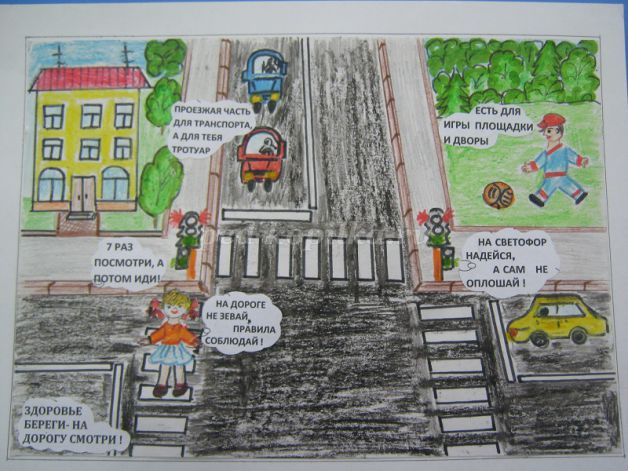 ПРОЕЗЖАЯ ЧАСТЬ
ДЛЯ ТРАНСПОРТА,
А ДЛЯ ТЕБЯ
ТРОТУАР
ЕСТЬ ДЛЯ
ИГРЫ ПЛОЩАДКИ
И ДВОРЫ
7 РАЗ
ПОСМОТРИ, А
ПОТОМ ИДИ!
НА СВЕТОФОР
НАДЕЙСЯ,
А САМ НЕ
ОПЛОШАЙ !
НА ДОРОГЕ
НЕ ЗЕВАЙ,
ПРАВИЛА
СОБЛЮДАЙ !
ЗДОРОВЬЕ
БЕРЕГИ- НА
ДОРОГУ СМОТРИ !